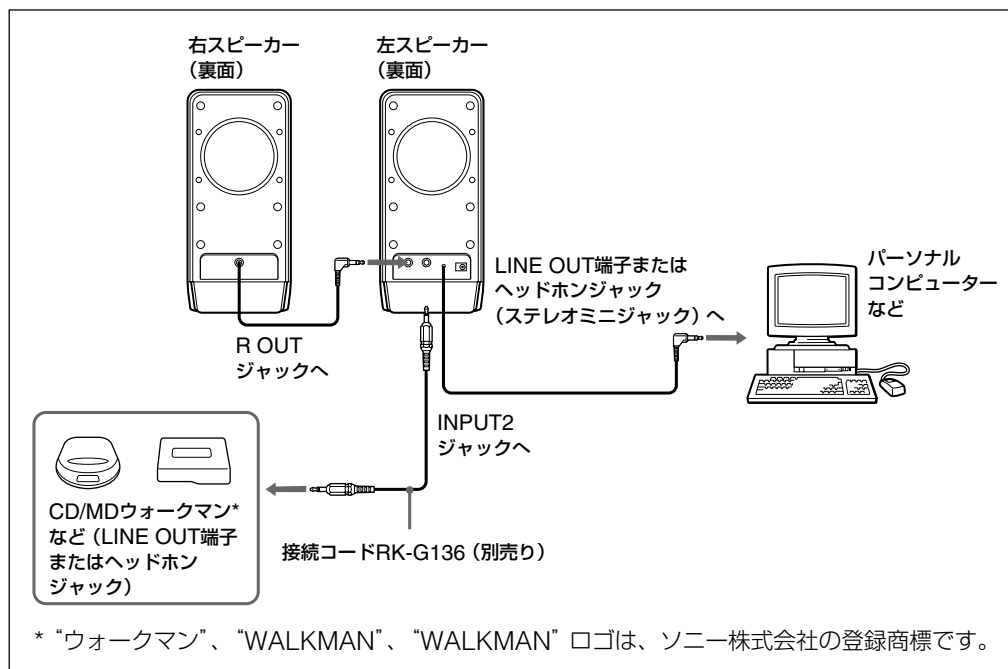 右スピーカー
（裏面）
左スピーカー
（裏面）
R OUT
ジャックへ
LINE OUT端子または
ヘッドホンジャック
（ステレオミニジャック）へ
パーソナル
コンピューター
など
INPUT2
ジャックへ
CD/MDウォークマン*
など（LINE OUT端子
またはヘッドホン
ジャック）
接続コードRK-G136（別売り）
* “ウォークマン”、“WALKMAN”、“WALKMAN” ロゴは、ソニー株式会社の登録商標です。